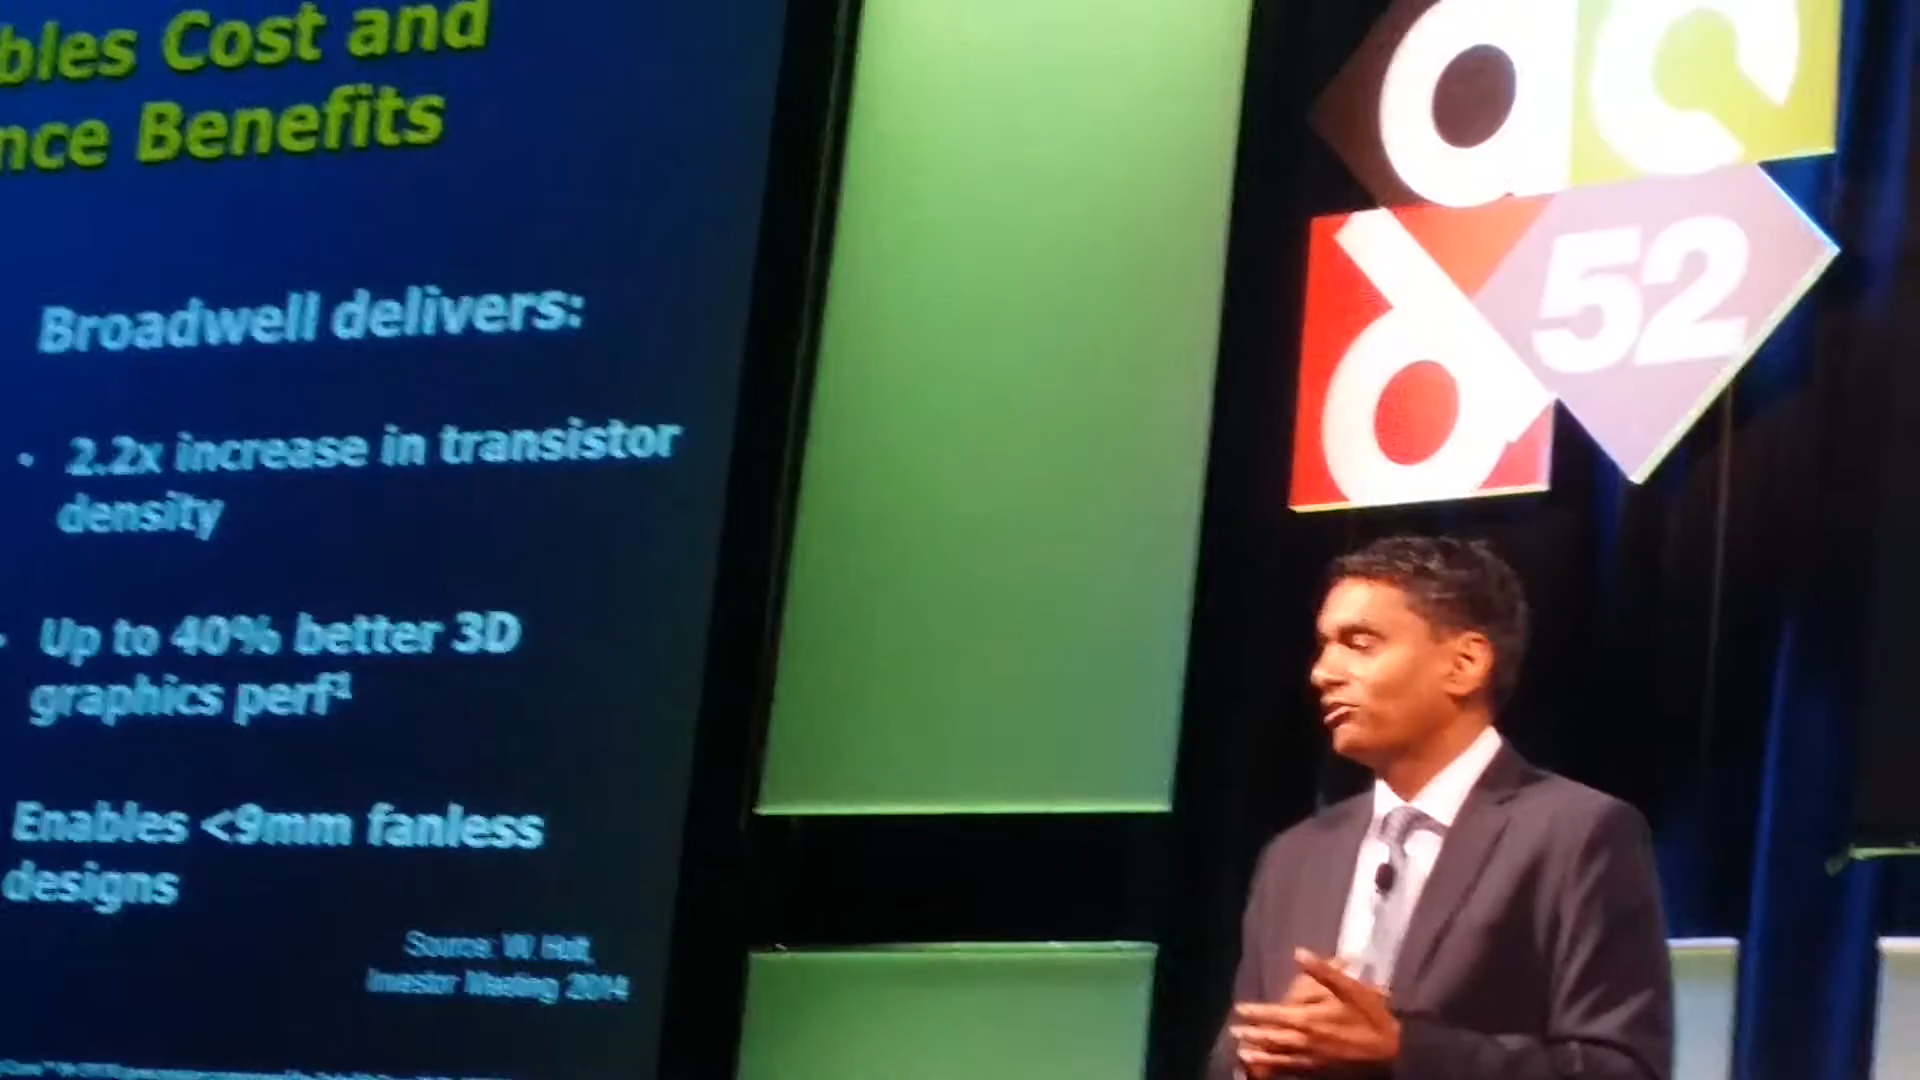 bles Cost and
nce Benefits
Broadwell delivers:
• 2.2x increase in transistor
density
• Up to 40% better 3D
graphics perf¹
Enables <9mm fanless
designs
Source: W. Holt,
Investor Meeting 2014
dac
52